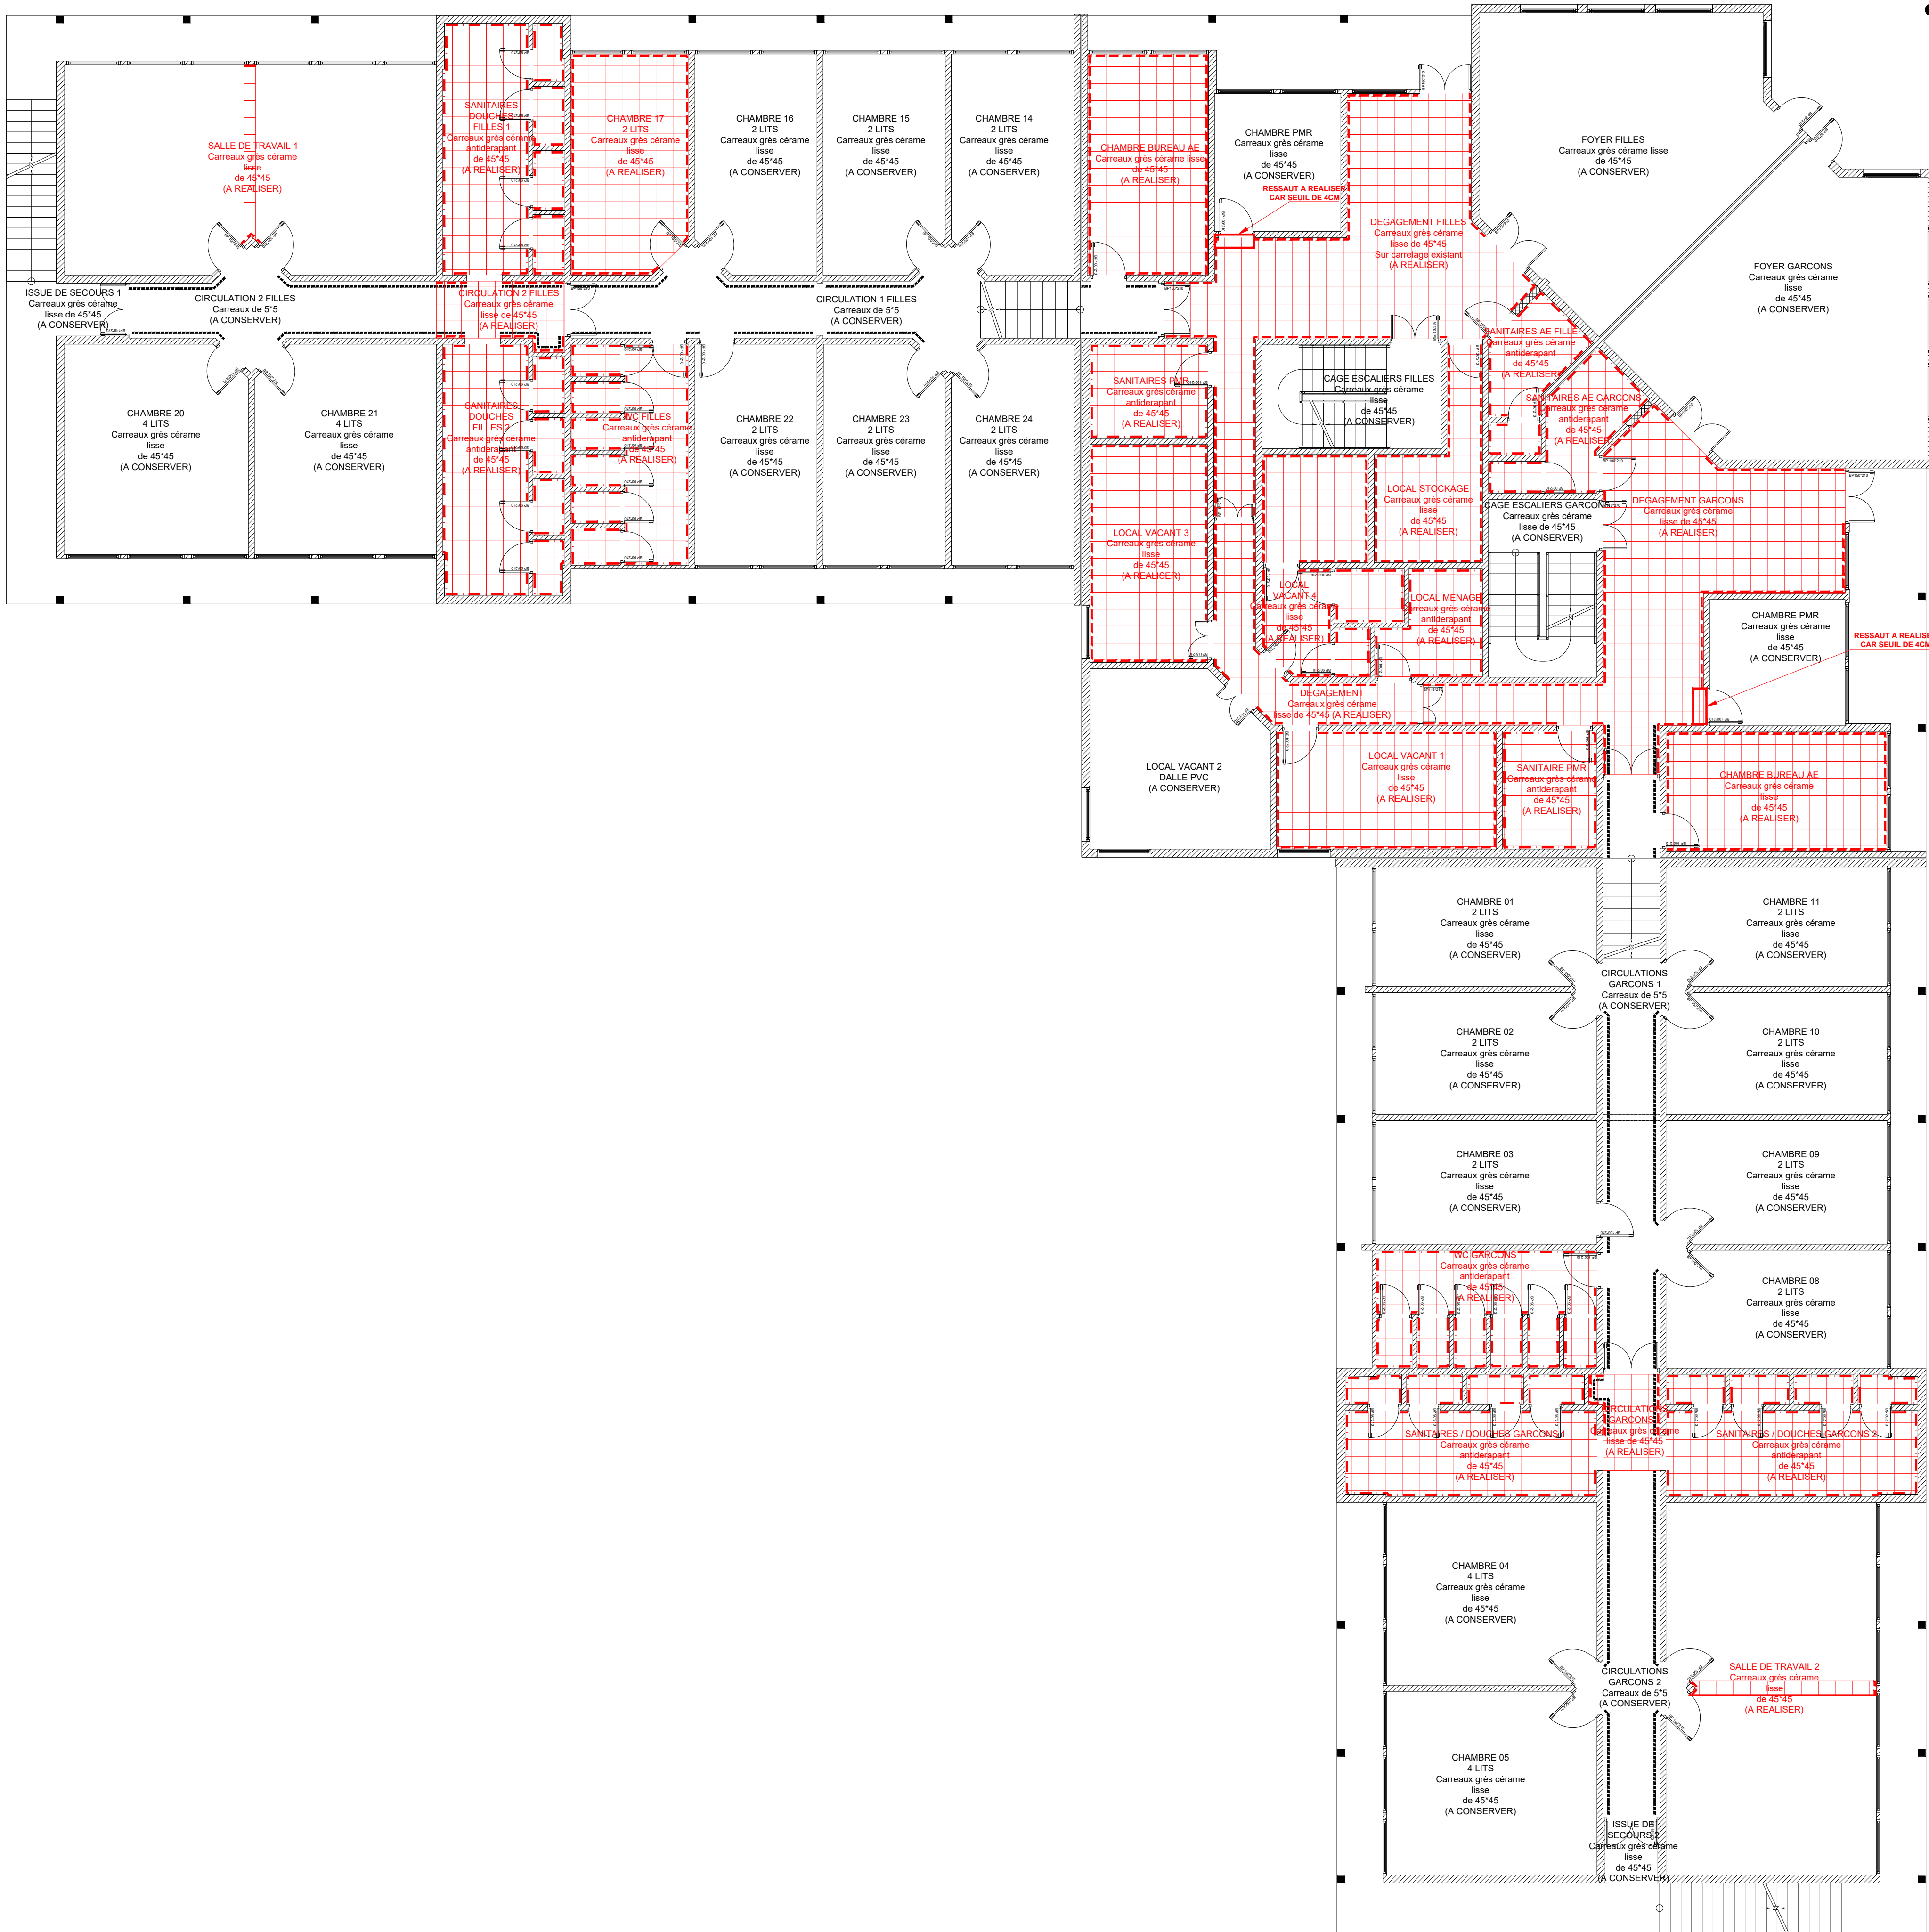 SALLE DE TRAVAIL 1
Carreaux grès cérame
lisse
de 45*45
(A REALISER)
SANITAIRES
DOUCHES
FILLES 1
Carreaux grès cérame
antiderapant
de 45*45
(A REALISER)
CHAMBRE 17
2 LITS
Carreaux grès cérame
lisse
de 45*45
(A REALISER)
CHAMBRE 16
2 LITS
Carreaux grès cérame
lisse
de 45*45
(A CONSERVER)
CHAMBRE 15
2 LITS
Carreaux grès cérame
lisse
de 45*45
(A CONSERVER)
CHAMBRE 14
2 LITS
Carreaux grès cérame
lisse
de 45*45
(A CONSERVER)
CHAMBRE BUREAU AE
Carreaux grès cérame lisse
de 45*45
(A REALISER)
CHAMBRE PMR
Carreaux grès cérame
lisse
de 45*45
(A CONSERVER)
RESSAUT A REALISER
CAR SEUIL DE 4CM
DEGAGEMENT FILLES
Carreaux grès cérame
lisse de 45*45
Sur carrelage existant
(A REALISER)
FOYER FILLES
Carreaux grès cérame lisse
de 45*45
(A CONSERVER)
FOYER GARCONS
Carreaux grès cérame
lisse
de 45*45
(A CONSERVER)
ISSUE DE SECOURS 1
Carreaux grès cérame
lisse de 45*45
(A CONSERVER)
CIRCULATION 2 FILLES
Carreaux de 5*5
(A CONSERVER)
CIRCULATION 2 FILLES
Carreaux grès cérame
lisse de 45*45
(A REALISER)
CIRCULATION 1 FILLES
Carreaux de 5*5
(A CONSERVER)
CHAMBRE 20
4 LITS
Carreaux grès cérame
lisse
de 45*45
(A CONSERVER)
CHAMBRE 21
4 LITS
Carreaux grès cérame
lisse
de 45*45
(A CONSERVER)
SANITAIRES
DOUCHES
FILLES 2
Carreaux grès cérame
antiderapant
de 45*45
(A REALISER)
WC FILLES
Carreaux grès cérame
antiderapant
de 45*45
(A REALISER)
CHAMBRE 22
2 LITS
Carreaux grès cérame
lisse
de 45*45
(A CONSERVER)
CHAMBRE 23
2 LITS
Carreaux grès cérame
lisse
de 45*45
(A CONSERVER)
CHAMBRE 24
2 LITS
Carreaux grès cérame
lisse
de 45*45
(A CONSERVER)
SANITAIRES PMR
Carreaux grès cérame
antiderapant
de 45*45
(A REALISER)
CAGE ESCALIERS FILLES
Carreaux grès cérame
lisse
de 45*45
(A CONSERVER)
SANITAIRES AE FILLE
Carreaux grès cérame
antiderapant
de 45*45
(A REALISER)
SANITAIRES AE GARCONS
Carreaux grès cérame
antiderapant
de 45*45
(A REALISER)
LOCAL VACANT 3
Carreaux grès cérame
lisse
de 45*45
(A REALISER)
LOCAL STOCKAGE
Carreaux grès cérame
lisse
de 45*45
(A REALISER)
CAGE ESCALIERS GARCONS
Carreaux grès cérame
lisse de 45*45
(A CONSERVER)
DEGAGEMENT GARCONS
Carreaux grès cérame
lisse de 45*45
(A REALISER)
LOCAL
VACANT 4
Carreaux grès cérame
lisse
de 45*45
(A REALISER)
LOCAL MENAGE
Carreaux grès cérame
antiderapant
de 45*45
(A REALISER)
CHAMBRE PMR
Carreaux grès cérame
lisse
de 45*45
(A CONSERVER)
RESSAUT A REALISE
CAR SEUIL DE 4CM
DEGAGEMENT
Carreaux grès cérame
lisse de 45*45 (A REALISER)
LOCAL VACANT 2
DALLE PVC
(A CONSERVER)
LOCAL VACANT 1
Carreaux grès cérame
lisse
de 45*45
(A REALISER)
SANITAIRE PMR
Carreaux grès cérame
antiderapant
de 45*45
(A REALISER)
CHAMBRE BUREAU AE
Carreaux grès cérame
lisse
de 45*45
(A REALISER)
CHAMBRE 01
2 LITS
Carreaux grès cérame
lisse
de 45*45
(A CONSERVER)
CHAMBRE 11
2 LITS
Carreaux grès cérame
lisse
de 45*45
(A CONSERVER)
CIRCULATIONS
GARCONS 1
Carreaux de 5*5
(A CONSERVER)
CHAMBRE 02
2 LITS
Carreaux grès cérame
lisse
de 45*45
(A CONSERVER)
CHAMBRE 10
2 LITS
Carreaux grès cérame
lisse
de 45*45
(A CONSERVER)
CHAMBRE 03
2 LITS
Carreaux grès cérame
lisse
de 45*45
(A CONSERVER)
CHAMBRE 09
2 LITS
Carreaux grès cérame
lisse
de 45*45
(A CONSERVER)
WC GARCONS
Carreaux grès cérame
antiderapant
de 45*45
(A REALISER)
CHAMBRE 08
2 LITS
Carreaux grès cérame
lisse
de 45*45
(A CONSERVER)
SANITAIRES / DOUCHES GARCONS 1
Carreaux grès cérame
antiderapant
de 45*45
(A REALISER)
CIRCULATIONS
GARCONS
Carreaux grès cérame
lisse de 45*45
(A REALISER)
SANITAIRES / DOUCHES GARCONS 2
Carreaux grès cérame
antiderapant
de 45*45
(A REALISER)
CHAMBRE 04
4 LITS
Carreaux grès cérame
lisse
de 45*45
(A CONSERVER)
CIRCULATIONS
GARCONS 2
Carreaux de 5*5
(A CONSERVER)
SALLE DE TRAVAIL 2
Carreaux grès cérame
lisse
de 45*45
(A REALISER)
CHAMBRE 05
4 LITS
Carreaux grès cérame
lisse
de 45*45
(A CONSERVER)
ISSUE DE
SECOURS 2
Carreaux grès cérame
lisse
de 45*45
(A CONSERVER)